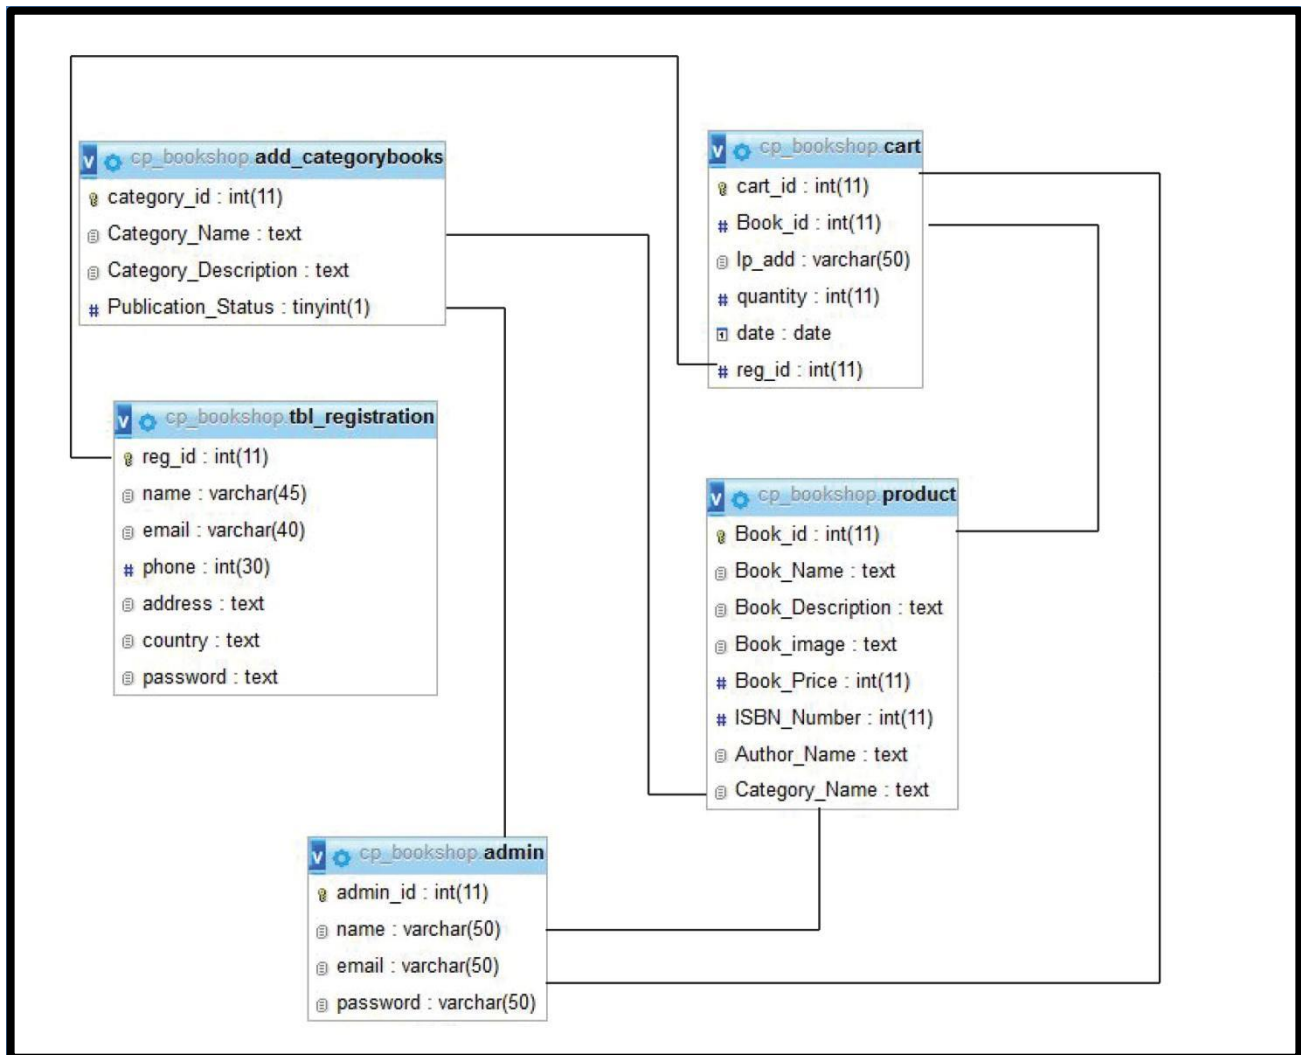 cp_bookshop.add_categorybooks
category_id : int(11)
Category_Name : text
Category_Description : text
Publication_Status : tinyint(1)
cp_bookshop.cart
cart_id : int(11)
Book_id : int(11)
Ip_add : varchar(50)
quantity : int(11)
date : date
reg_id : int(11)
cp_bookshop.tbl_registration
reg_id : int(11)
name : varchar(45)
email : varchar(40)
phone : int(30)
address : text
country : text
password : text
cp_bookshop.product
Book_id : int(11)
Book_Name : text
Book_Description : text
Book_image : text
Book_Price : int(11)
ISBN_Number : int(11)
Author_Name : text
Category_Name : text
cp_bookshop.admin
admin_id : int(11)
name : varchar(50)
email : varchar(50)
password : varchar(50)